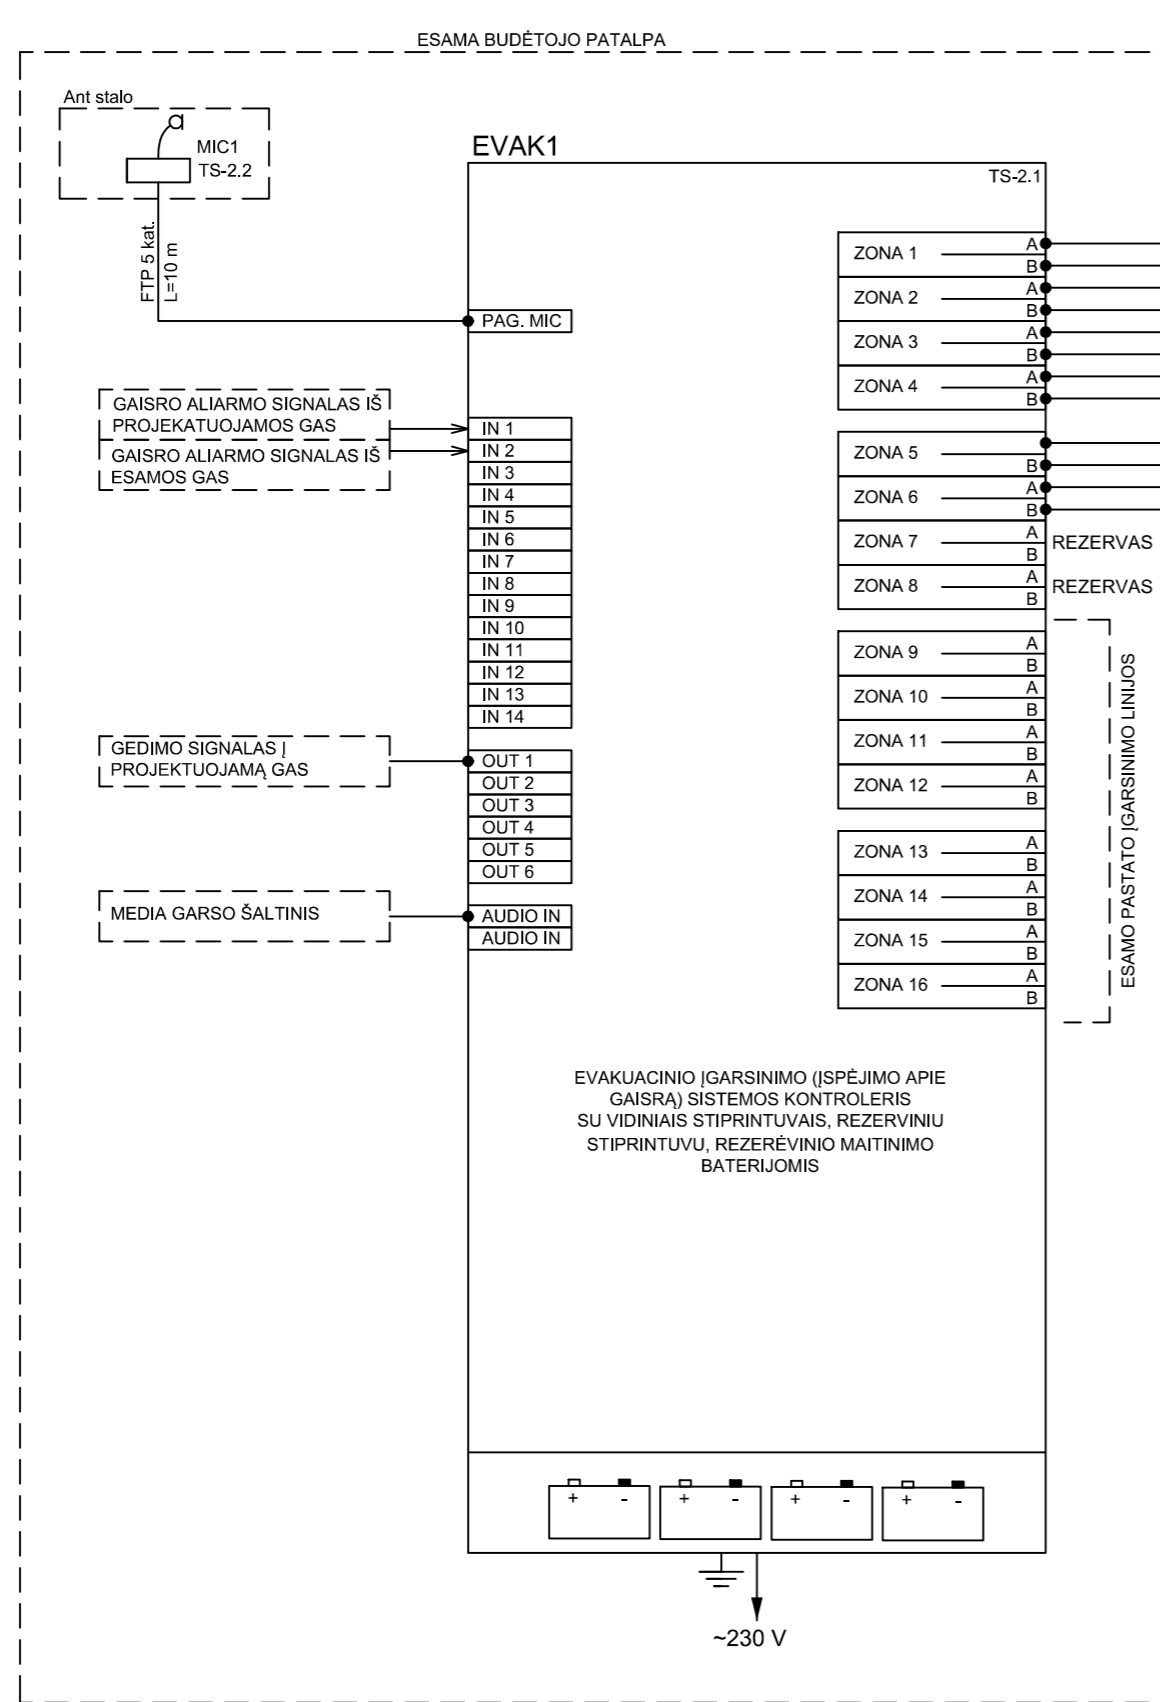 ESAMA BUDĖTOJO PATALPA
Ant stalo
MIC1
TS-2.2
FTP 5 kat.
L=10 m
EVAK1
TS-2.1
PAG. MIC
GAISRO ALIARMO SIGNALAS IŠ
PROJEKATUOJAMOS GAS
GAISRO ALIARMO SIGNALAS IŠ
ESAMOS GAS
IN 1
IN 2
IN 3
IN 4
IN 5
IN 6
IN 7
IN 8
IN 9
IN 10
IN 11
IN 12
IN 13
IN 14
GEDIMO SIGNALAS Į
PROJEKTUOJAMĄ GAS
OUT 1
OUT 2
OUT 3
OUT 4
OUT 5
OUT 6
MEDIA GARSO ŠALTINIS
AUDIO IN
AUDIO IN
ZONA 1 A
B
ZONA 2 A
B
ZONA 3 A
B
ZONA 4 A
B
ZONA 5
B
ZONA 6 A
B
ZONA 7 A
B
REZERVAS
ZONA 8 A
B
REZERVAS
ZONA 9 A
B
ZONA 10 A
B
ZONA 11 A
B
ZONA 12 A
B
ZONA 13 A
B
ZONA 14 A
B
ZONA 15 A
B
ZONA 16 A
B
ESAMO PASTATO ĮGARSINIMO LINIJOS
EVAKUACINIO ĮGARSINIMO (ĮSPĖJIMO APIE
GAISRĄ) SISTEMOS KONTROLERIS
SU VIDINIAIS STIPRINTUVAIS, REZERVINIU
STIPRINTUVU, REZERĖVINIO MAITINIMO
BATERIJOMIS
+ -
+ -
+ -
+ -
~230 V